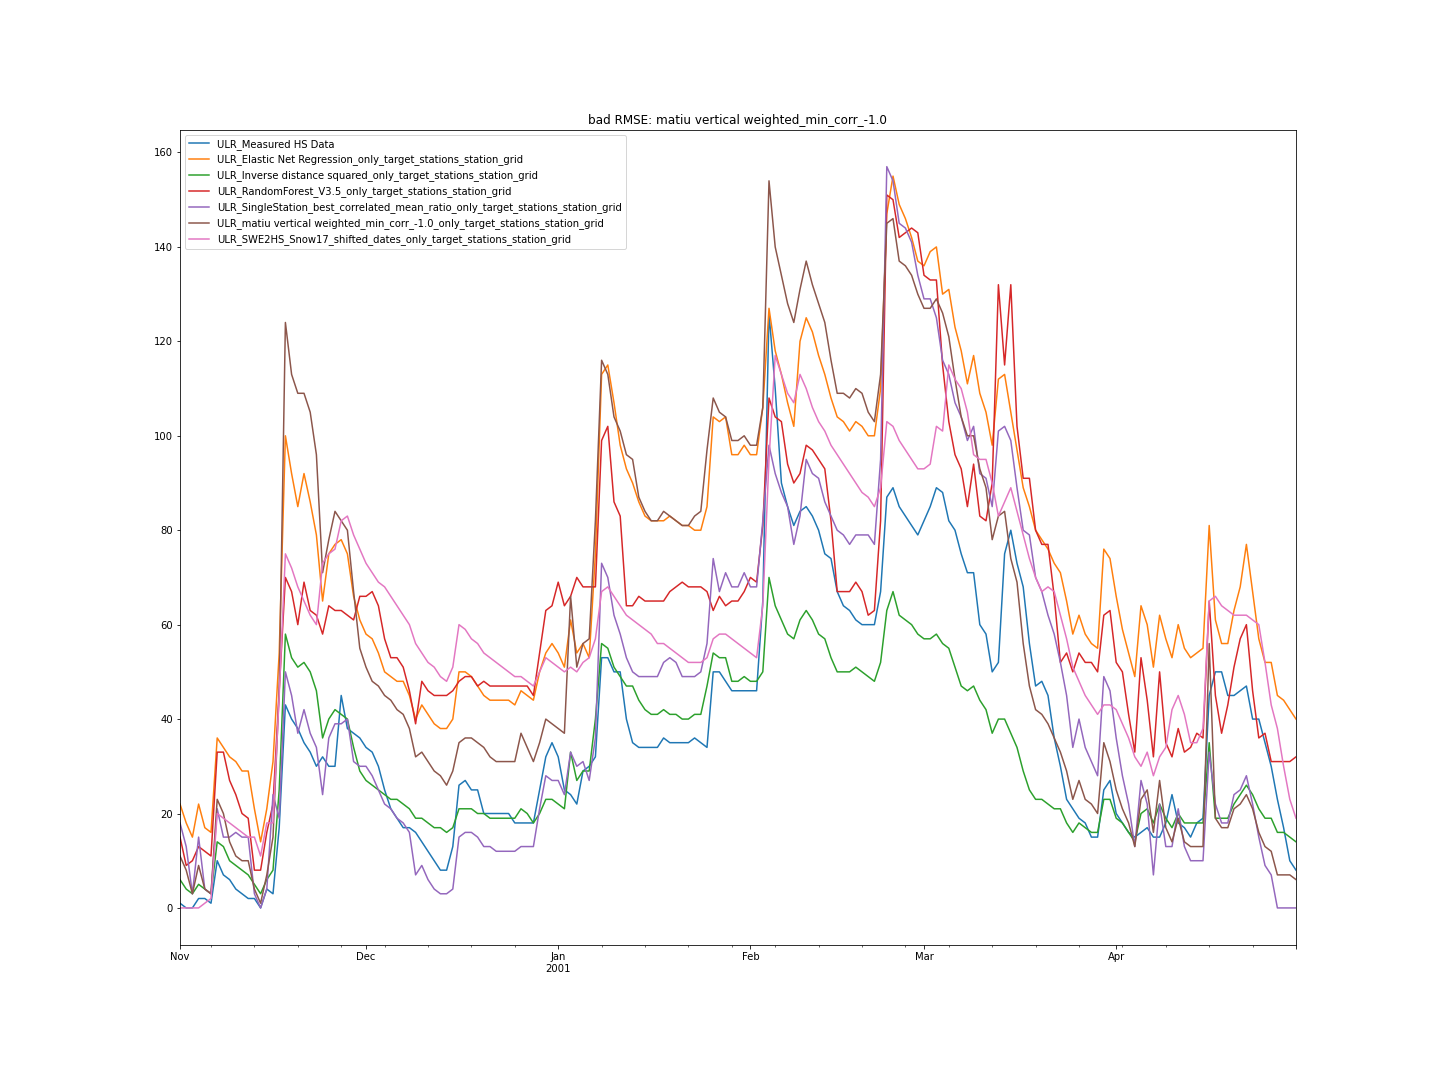 bad RMSE: matiu vertical weighted_min_corr_-1.0
160
140
120
100
80
60
40
20
0
ULR_Measured HS Data
ULR_Elastic Net Regression_only_target_stations_station_grid
ULR_Inverse distance squared_only_target_stations_station_grid
ULR_RandomForest_V3.5_only_target_stations_station_grid
ULR_SingleStation_best_correlated_mean_ratio_only_target_stations_station_grid
ULR_matiu vertical weighted_min_corr_-1.0_only_target_stations_station_grid
ULR_SWE2HS_Snow17_shifted_dates_only_target_stations_station_grid
Nov Dec Jan Feb Mar Apr
2001